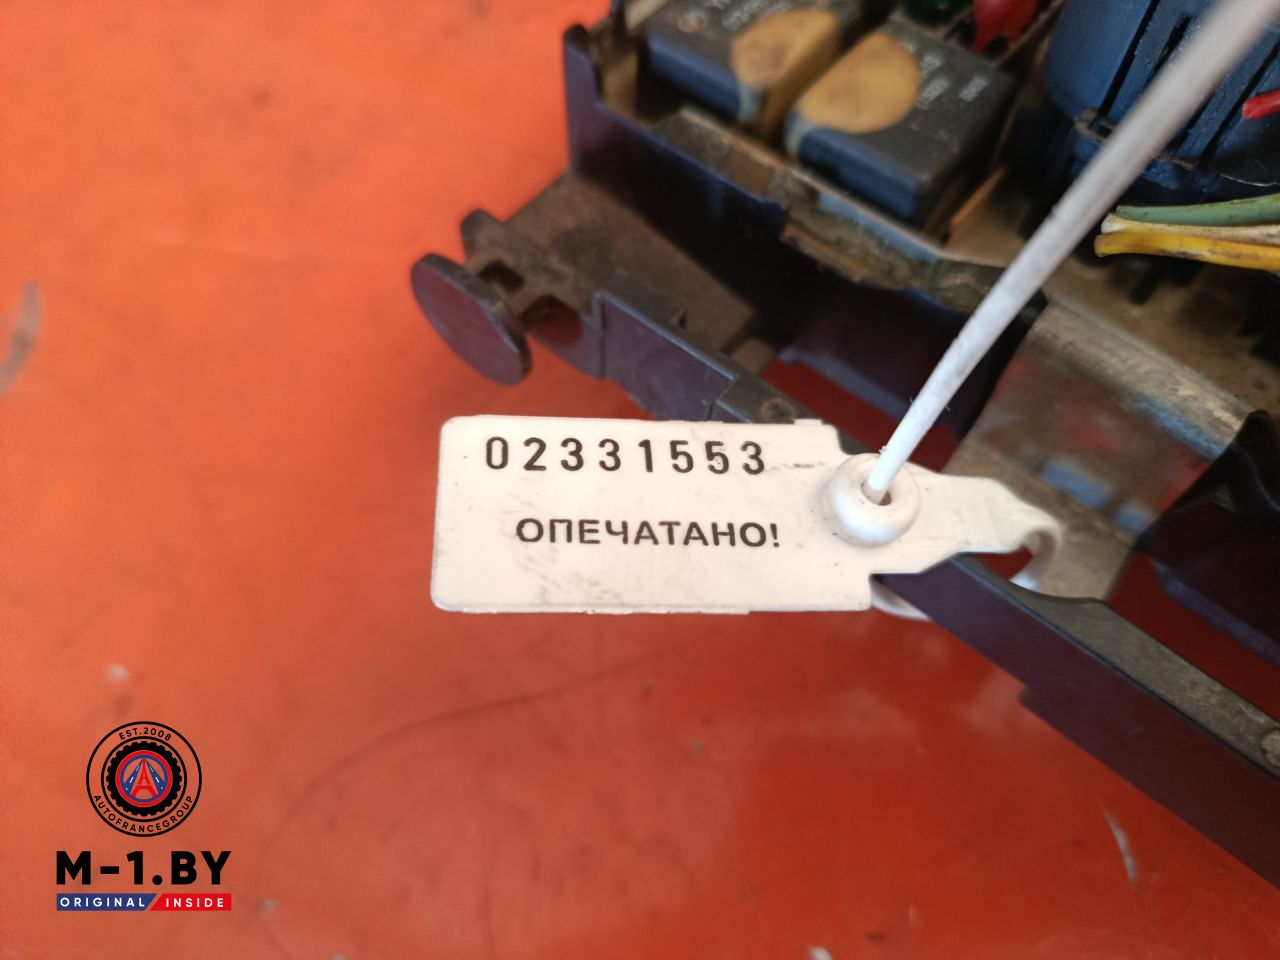 02331553
ОПЕЧАТАНО!
EST.2008
A
AUTOFRANCEGROUP
M-1.BY
ORIGINAL INSIDE